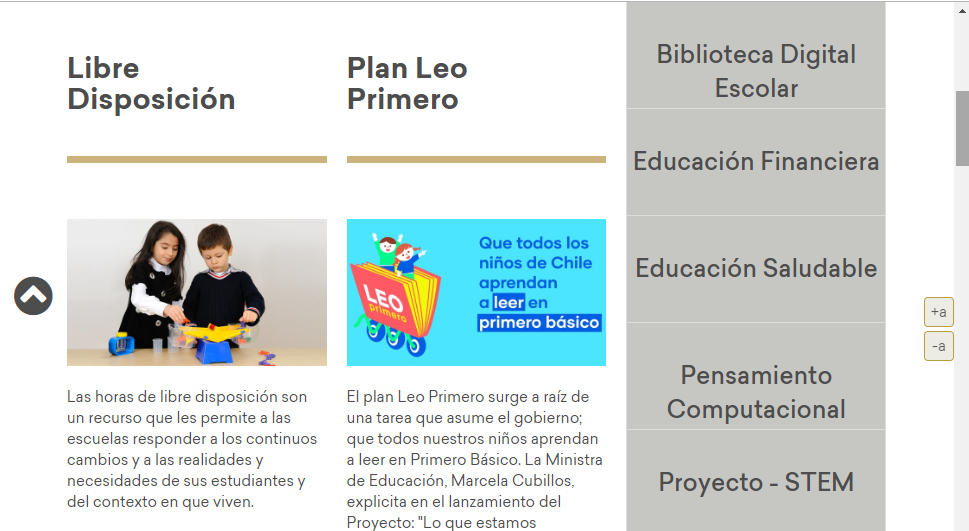 Libre
Disposición
Las horas de libre disposición son
un recurso que les permite a las
escuelas responder a los continuos
cambios y a las realidades y
necesidades de sus estudiantes y
del contexto en que viven.
Plan Leo
Primero
LEO
primero
Que todos los
niños de Chile
aprendan
a leer en
primero básico
El plan Leo Primero surge a raíz de
una tarea que asume el gobierno;
que todos nuestros niños aprendan
a leer en Primero Básico. La Ministra
de Educación, Marcela Cubillos,
explicita en el lanzamiento del
Proyecto: "Lo que estamos
Biblioteca Digital
Escolar
Educación Financiera
Educación Saludable
Pensamiento
Computacional
Proyecto - STEM
+a
-a